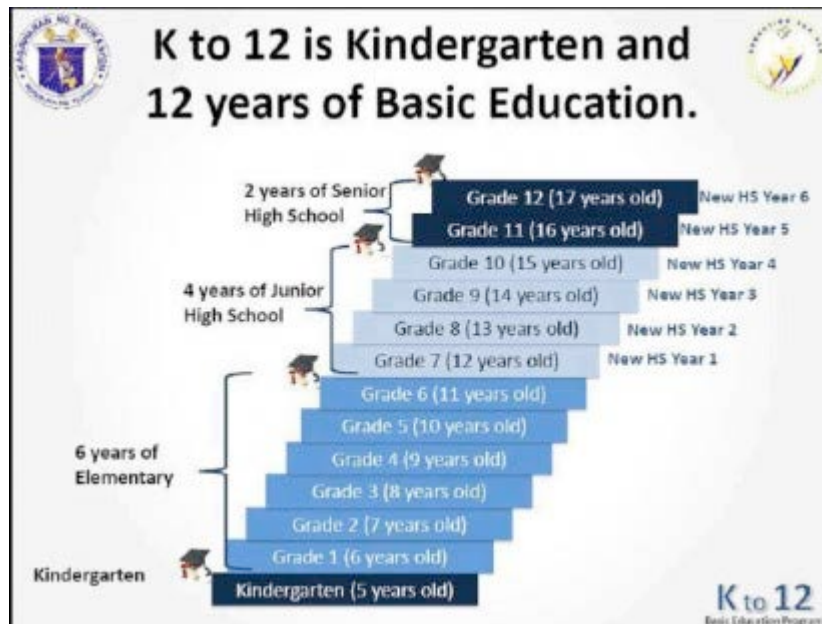 K to 12 is Kindergarten and
12 years of Basic Education.
2 years of Senior
High School
Grade 12 (17 years old)
New HS Year 6
Grade 11 (16 years old)
New HS Year 5
4 years of Junior
High School
Grade 10 (15 years old)
New HS Year 4
Grade 9 (14 years old)
New HS Year 3
Grade 8 (13 years old)
New HS Year 2
Grade 7 (12 years old)
New HS Year 1
6 years of
Elementary
Grade 6 (11 years old)
Grade 5 (10 years old)
Grade 4 (9 years old)
Grade 3 (8 years old)
Grade 2 (7 years old)
Grade 1 (6 years old)
Kindergarten
Kindergarten (5 years old)
K to 12
Basic Education Program